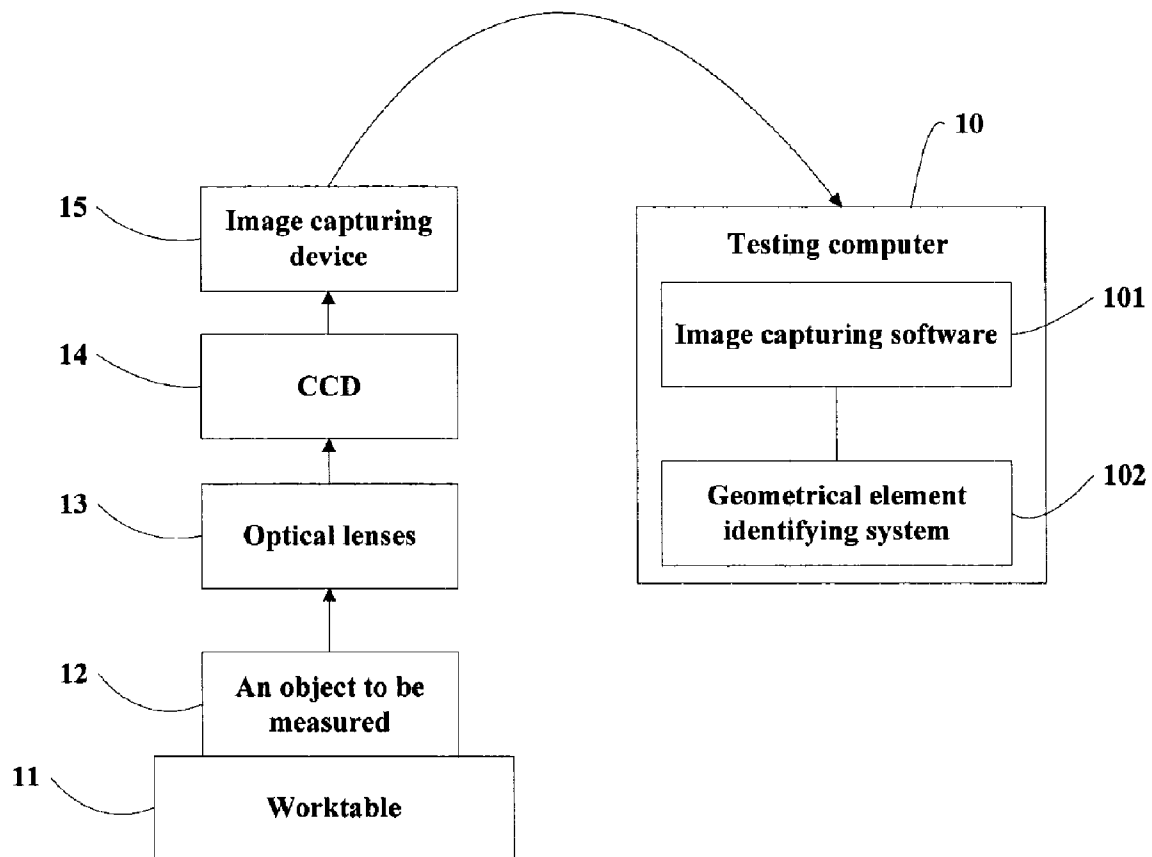 10
15
Image capturing
device
Testing computer
101
Image capturing software
14
CCD
102
Geometrical element
identifying system
13
Optical lenses
12
An object to be
measured
11
Worktable